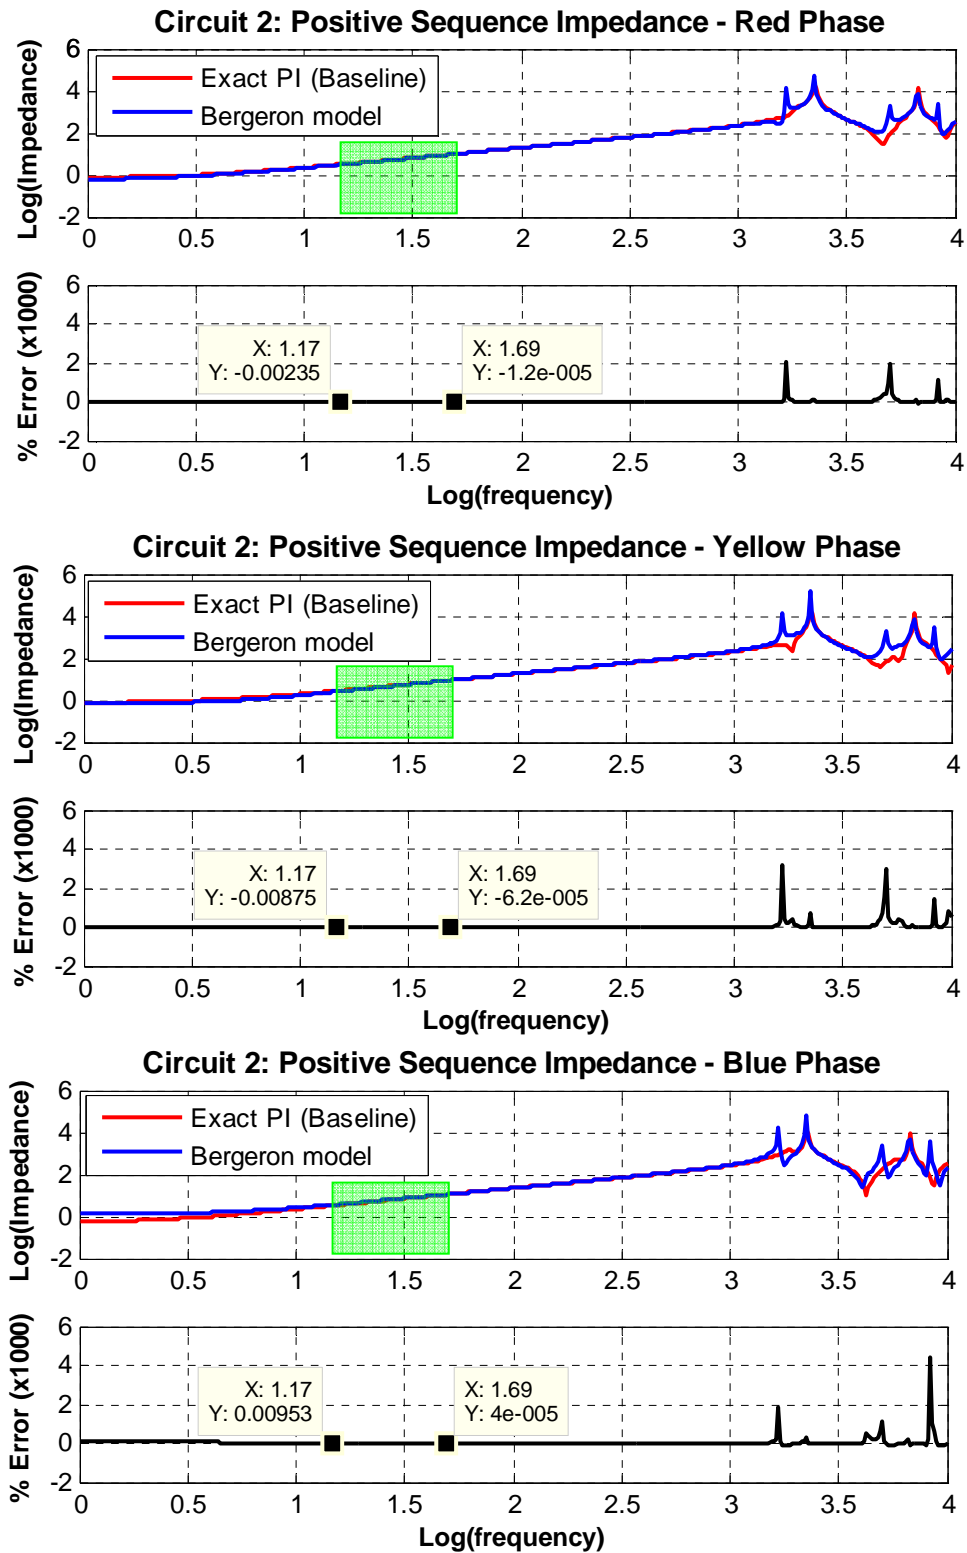 Circuit 2: Positive Sequence Impedance - Red Phase
Log(Impedance)
6
4
2
0
-2
Exact PI (Baseline)
Bergeron model
0 0.5 1 1.5 2 2.5 3 3.5 4
% Error (x1000)
6
4
2
0
-2
X: 1.17
Y: -0.00235
X: 1.69
Y: -1.2e-005
0 0.5 1 1.5 2 2.5 3 3.5 4
Log(frequency)
Circuit 2: Positive Sequence Impedance - Yellow Phase
Log(Impedance)
6
4
2
0
-2
Exact PI (Baseline)
Bergeron model
0 0.5 1 1.5 2 2.5 3 3.5 4
% Error (x1000)
6
4
2
0
-2
X: 1.17
Y: -0.00875
X: 1.69
Y: -6.2e-005
0 0.5 1 1.5 2 2.5 3 3.5 4
Log(frequency)
Circuit 2: Positive Sequence Impedance - Blue Phase
Log(Impedance)
6
4
2
0
-2
Exact PI (Baseline)
Bergeron model
0 0.5 1 1.5 2 2.5 3 3.5 4
% Error (x1000)
6
4
2
0
-2
X: 1.17
Y: 0.00953
X: 1.69
Y: 4e-005
0 0.5 1 1.5 2 2.5 3 3.5 4
Log(frequency)